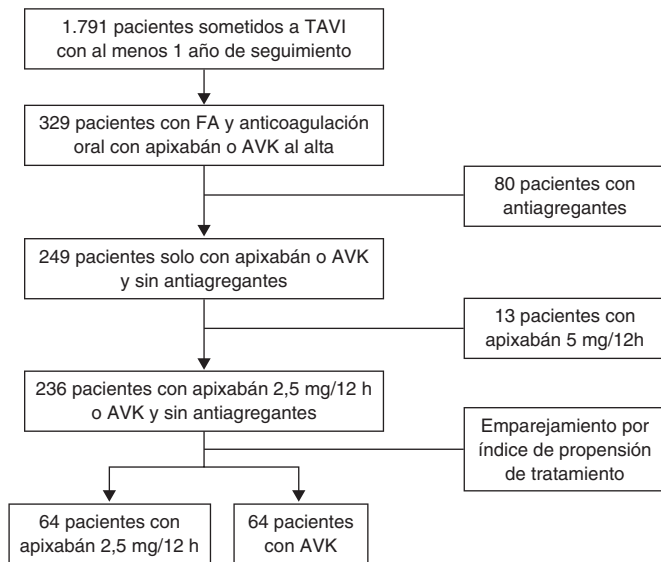 1.791 pacientes sometidos a TAVI
con al menos 1 año de seguimiento
329 pacientes con FA y anticoagulación
oral con apixabán o AVK al alta
80 pacientes con
antiagregantes
249 pacientes solo con apixabán o AVK
y sin antiagregantes
13 pacientes con
apixabán 5 mg/12h
236 pacientes con apixabán 2,5 mg/12 h
o AVK y sin antiagregantes
Emparejamiento por
índice de propensión
de tratamiento
64 pacientes con
apixabán 2,5 mg/12 h
64 pacientes
con AVK